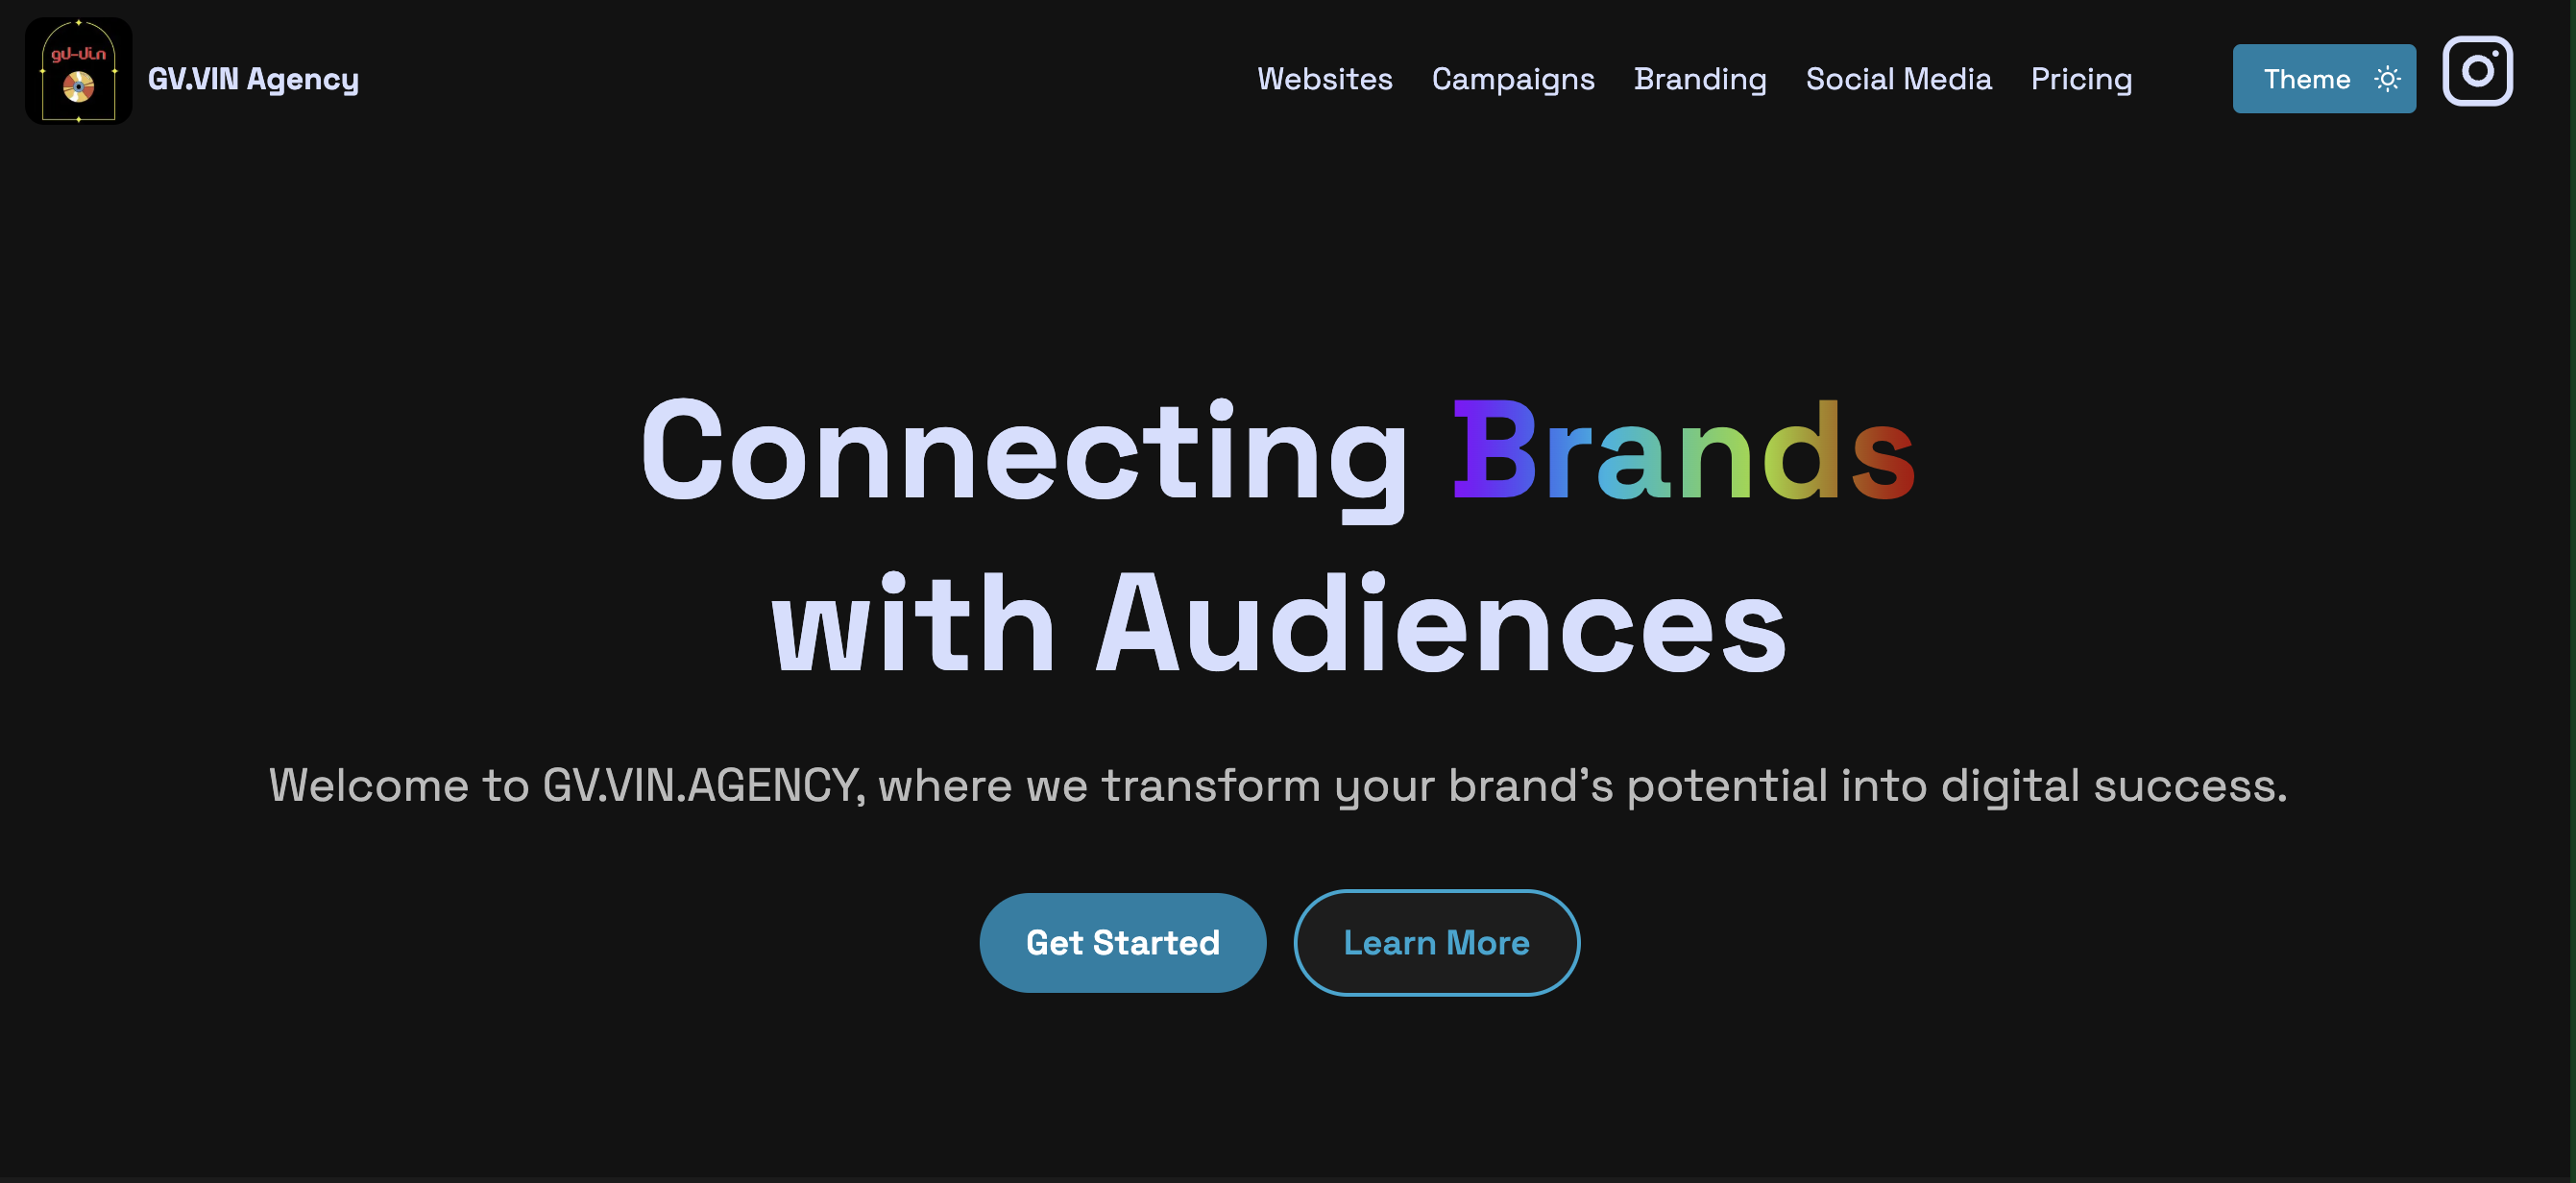 gv-vin
GV.VIN Agency
Websites Campaigns Branding Social Media Pricing
Theme
Connecting Brands
with Audiences
Welcome to GV.VIN.AGENCY, where we transform your brand's potential into digital success.
Get Started
Learn More